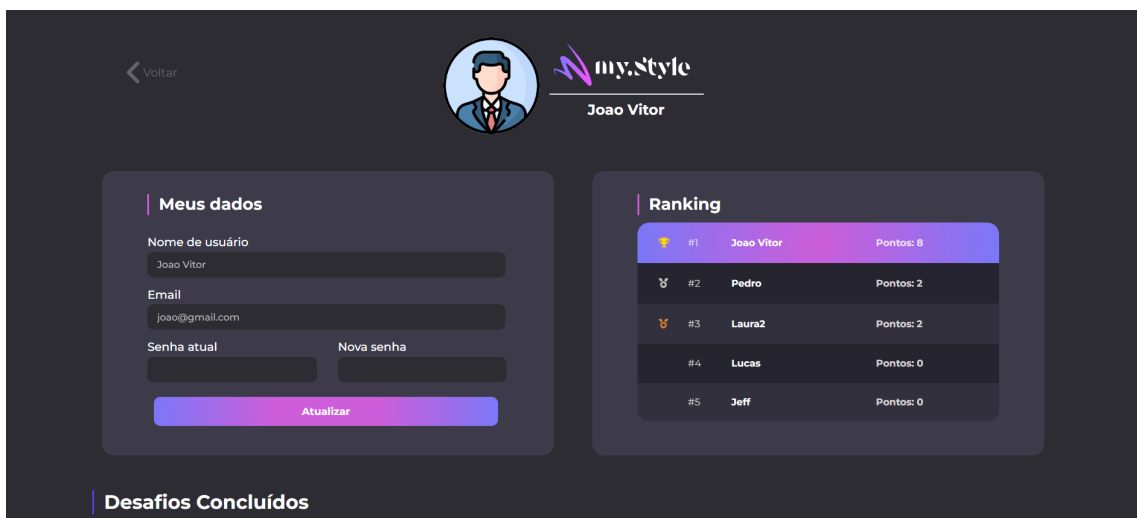 Voltar
my.style
Joao Vitor
Meus dados
Nome de usuário
Joao Vitor
Email
joao@gmail.com
Senha atual
Nova senha
Atualizar
Ranking
#1 Joao Vitor Pontos: 8
#2 Pedro Pontos: 2
#3 Laura2 Pontos: 2
#4 Lucas Pontos: 0
#5 Jeff Pontos: 0
Desafios Concluídos